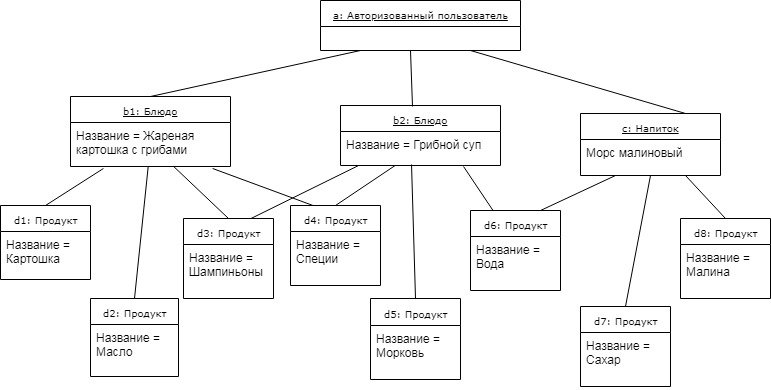 a: Авторизованный пользователь
b1: Блюдо
Название = Жареная
картошка с грибами
b2: Блюдо
Название = Грибной суп
c: Напиток
Морс малиновый
d1: Продукт
Название =
Картошка
d2: Продукт
Название =
Масло
d3: Продукт
Название =
Шампиньоны
d4: Продукт
Название =
Специи
d5: Продукт
Название =
Морковь
d6: Продукт
Название =
Вода
d7: Продукт
Название =
Сахар
d8: Продукт
Название =
Малина